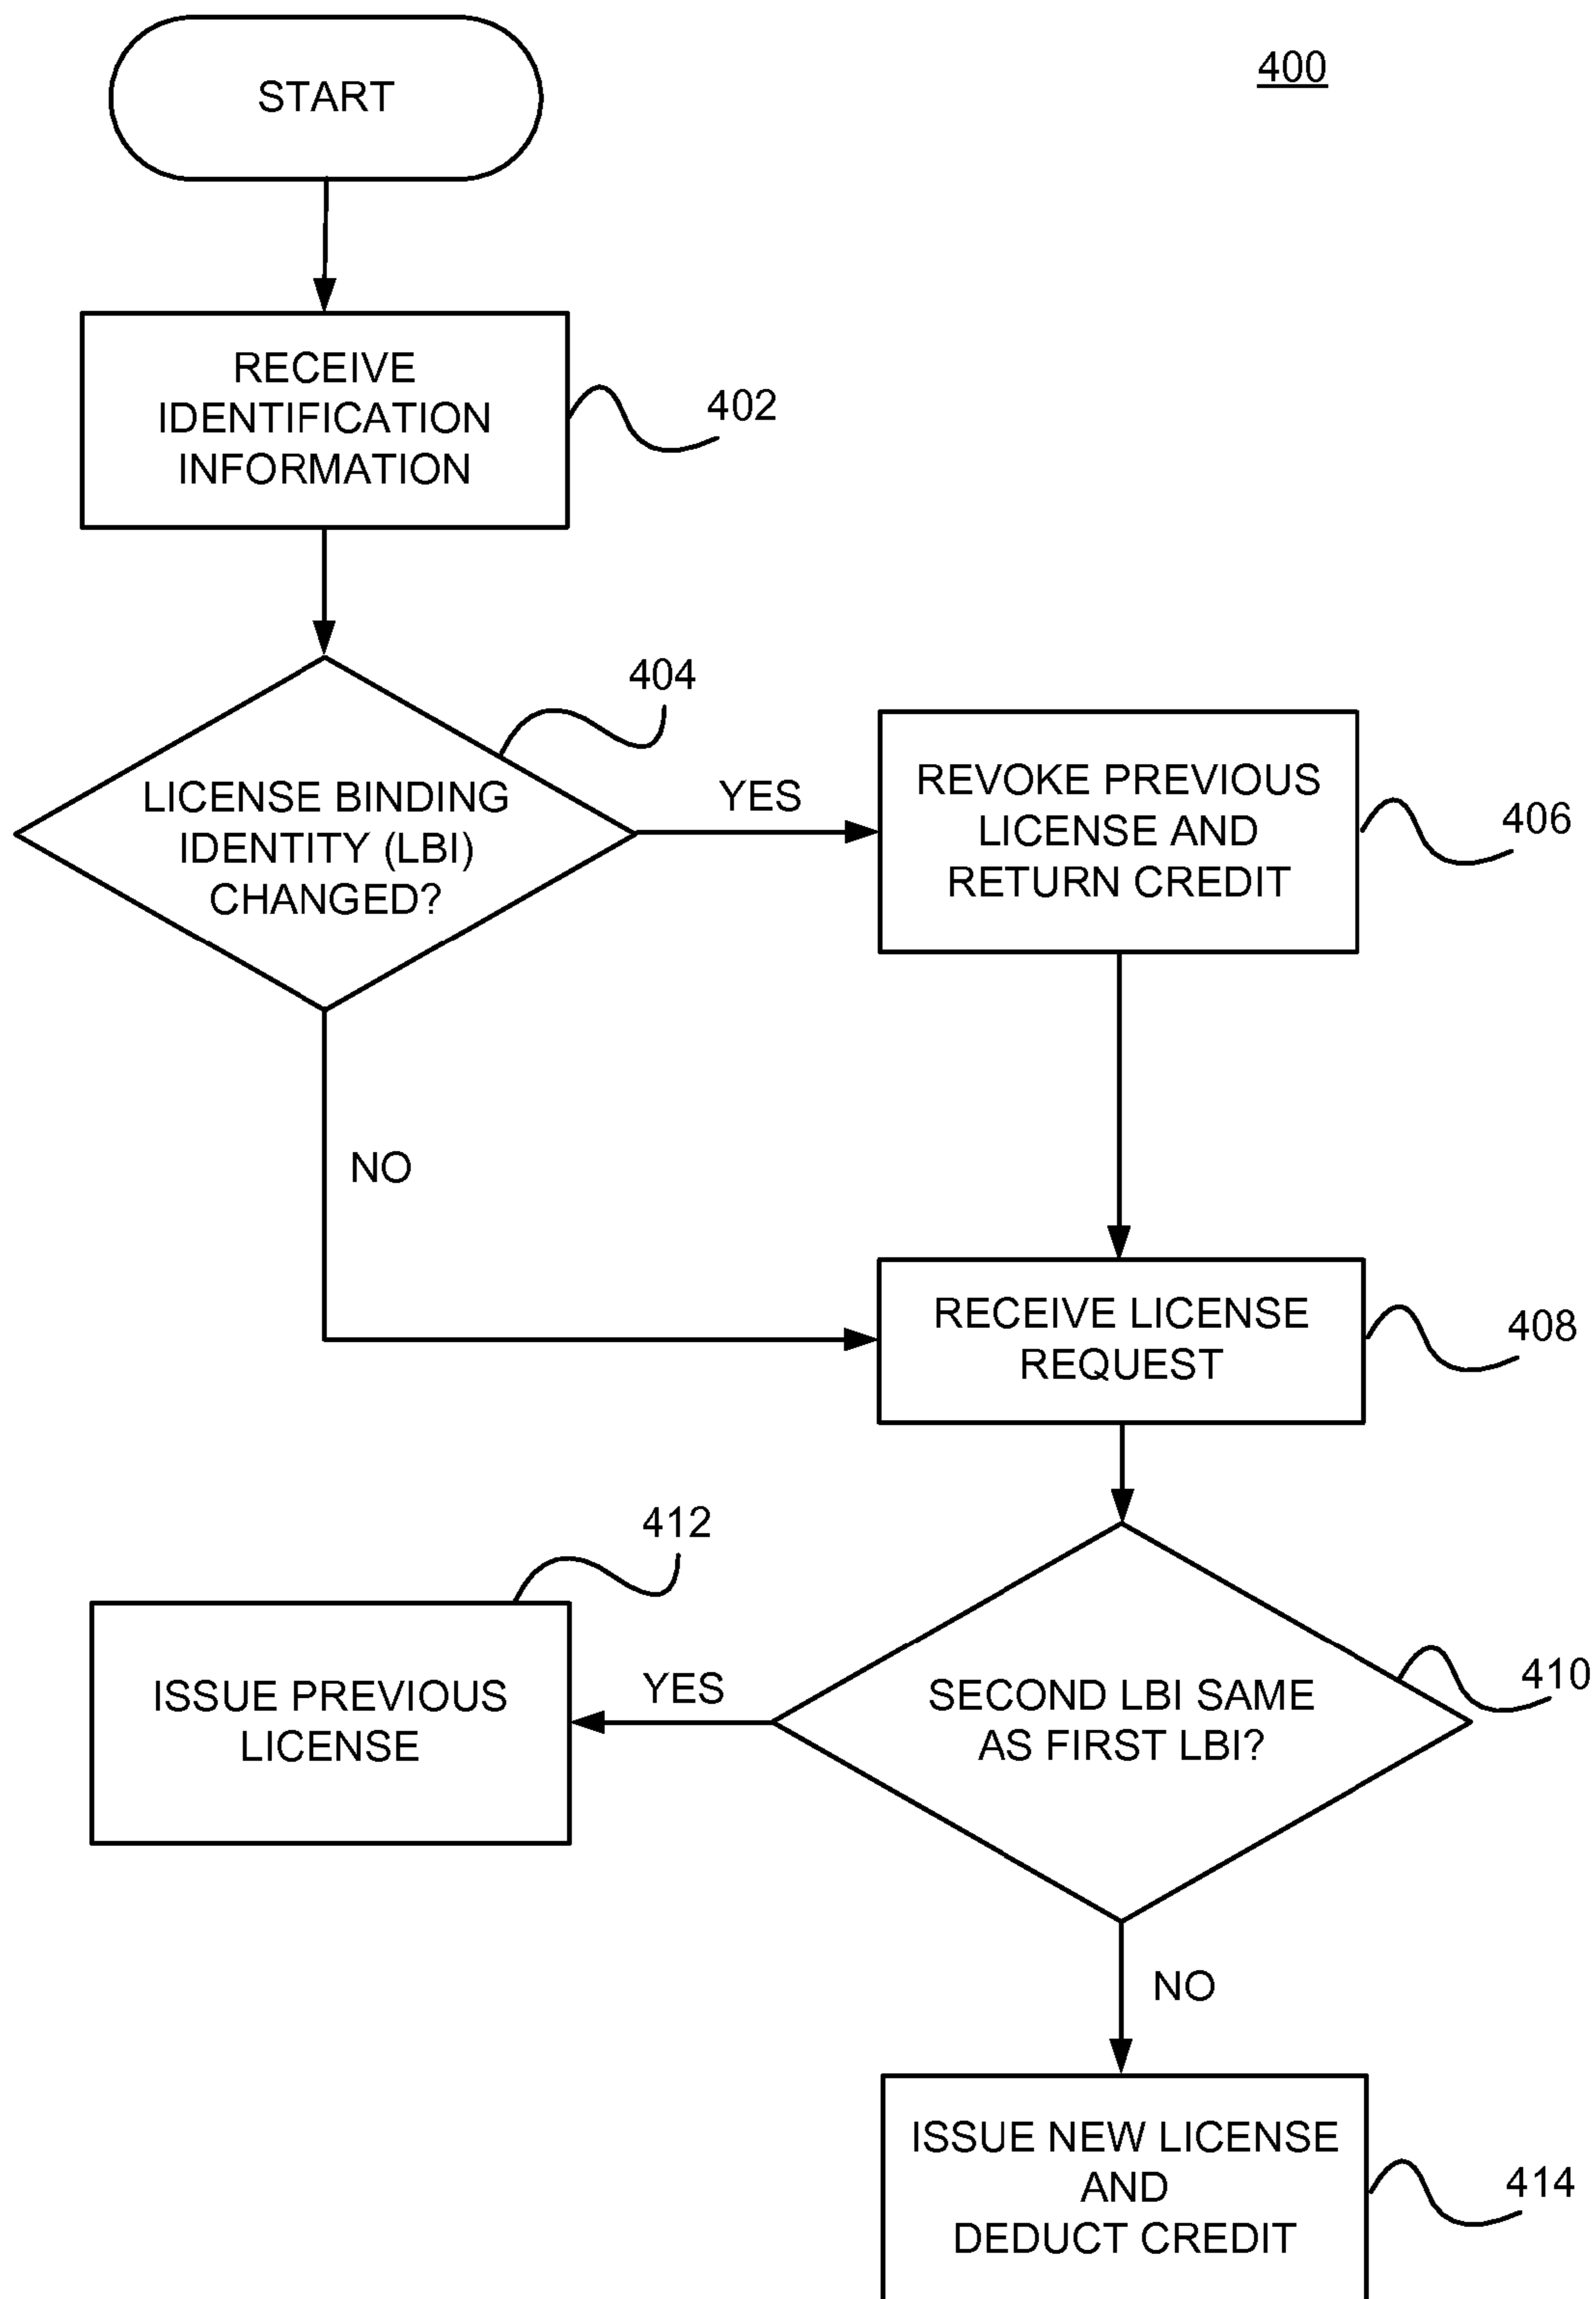 400
START
RECEIVE
IDENTIFICATION
INFORMATION
402
404
LICENSE BINDING
IDENTITY (LBI)
CHANGED?
YES
REVOKE PREVIOUS
LICENSE AND
RETURN CREDIT
406
NO
RECEIVE LICENSE
REQUEST
408
412
ISSUE PREVIOUS
LICENSE
YES
SECOND LBI SAME
AS FIRST LBI?
410
NO
ISSUE NEW LICENSE
AND
DEDUCT CREDIT
414